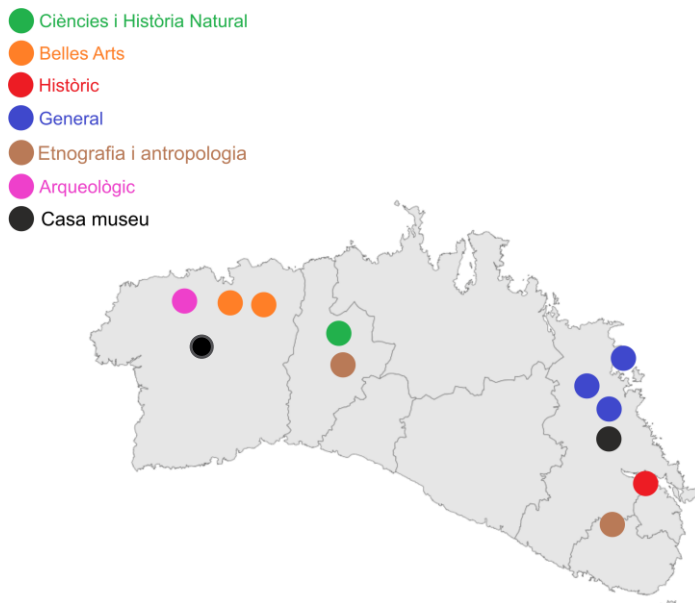 Ciències i Història Natural
Belles Arts
Històric
General
Etnografia i antropologia
Arqueològic
Casa museu